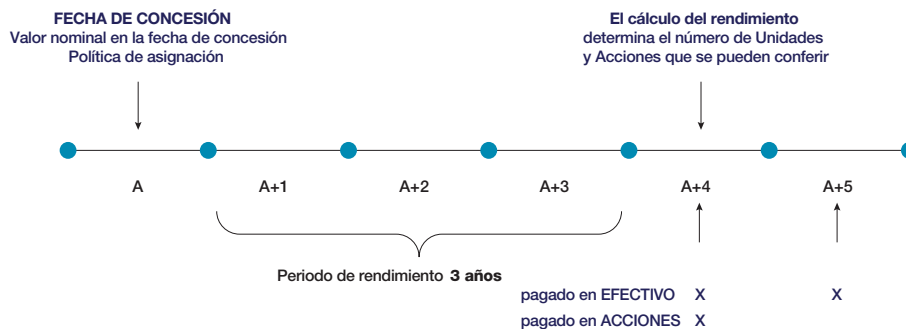 FECHA DE CONCESIÓN
Valor nominal en la fecha de concesión
Política de asignación
El cálculo del rendimiento
determina el número de Unidades
y Acciones que se pueden conferir
A A+1 A+2 A+3 A+4 A+5
Periodo de rendimiento 3 años
pagado en EFECTIVO X X
pagado en ACCIONES X